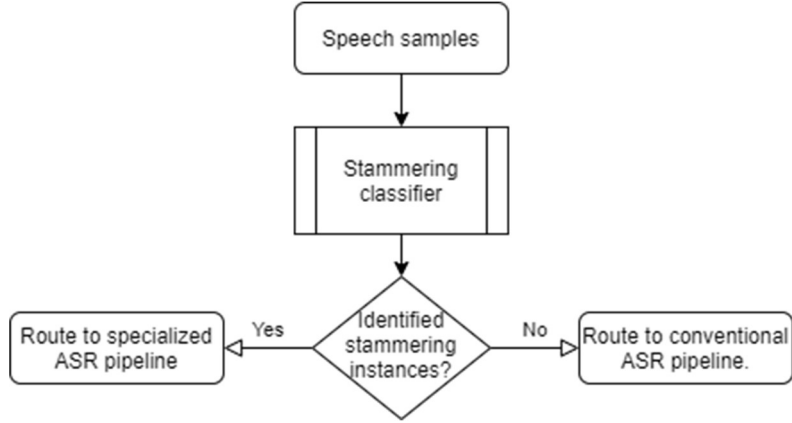 Speech samples
Stammering
classifier
Identified
stammering
instances?
Yes
No
Route to specialized
ASR pipeline
Route to conventional
ASR pipeline.